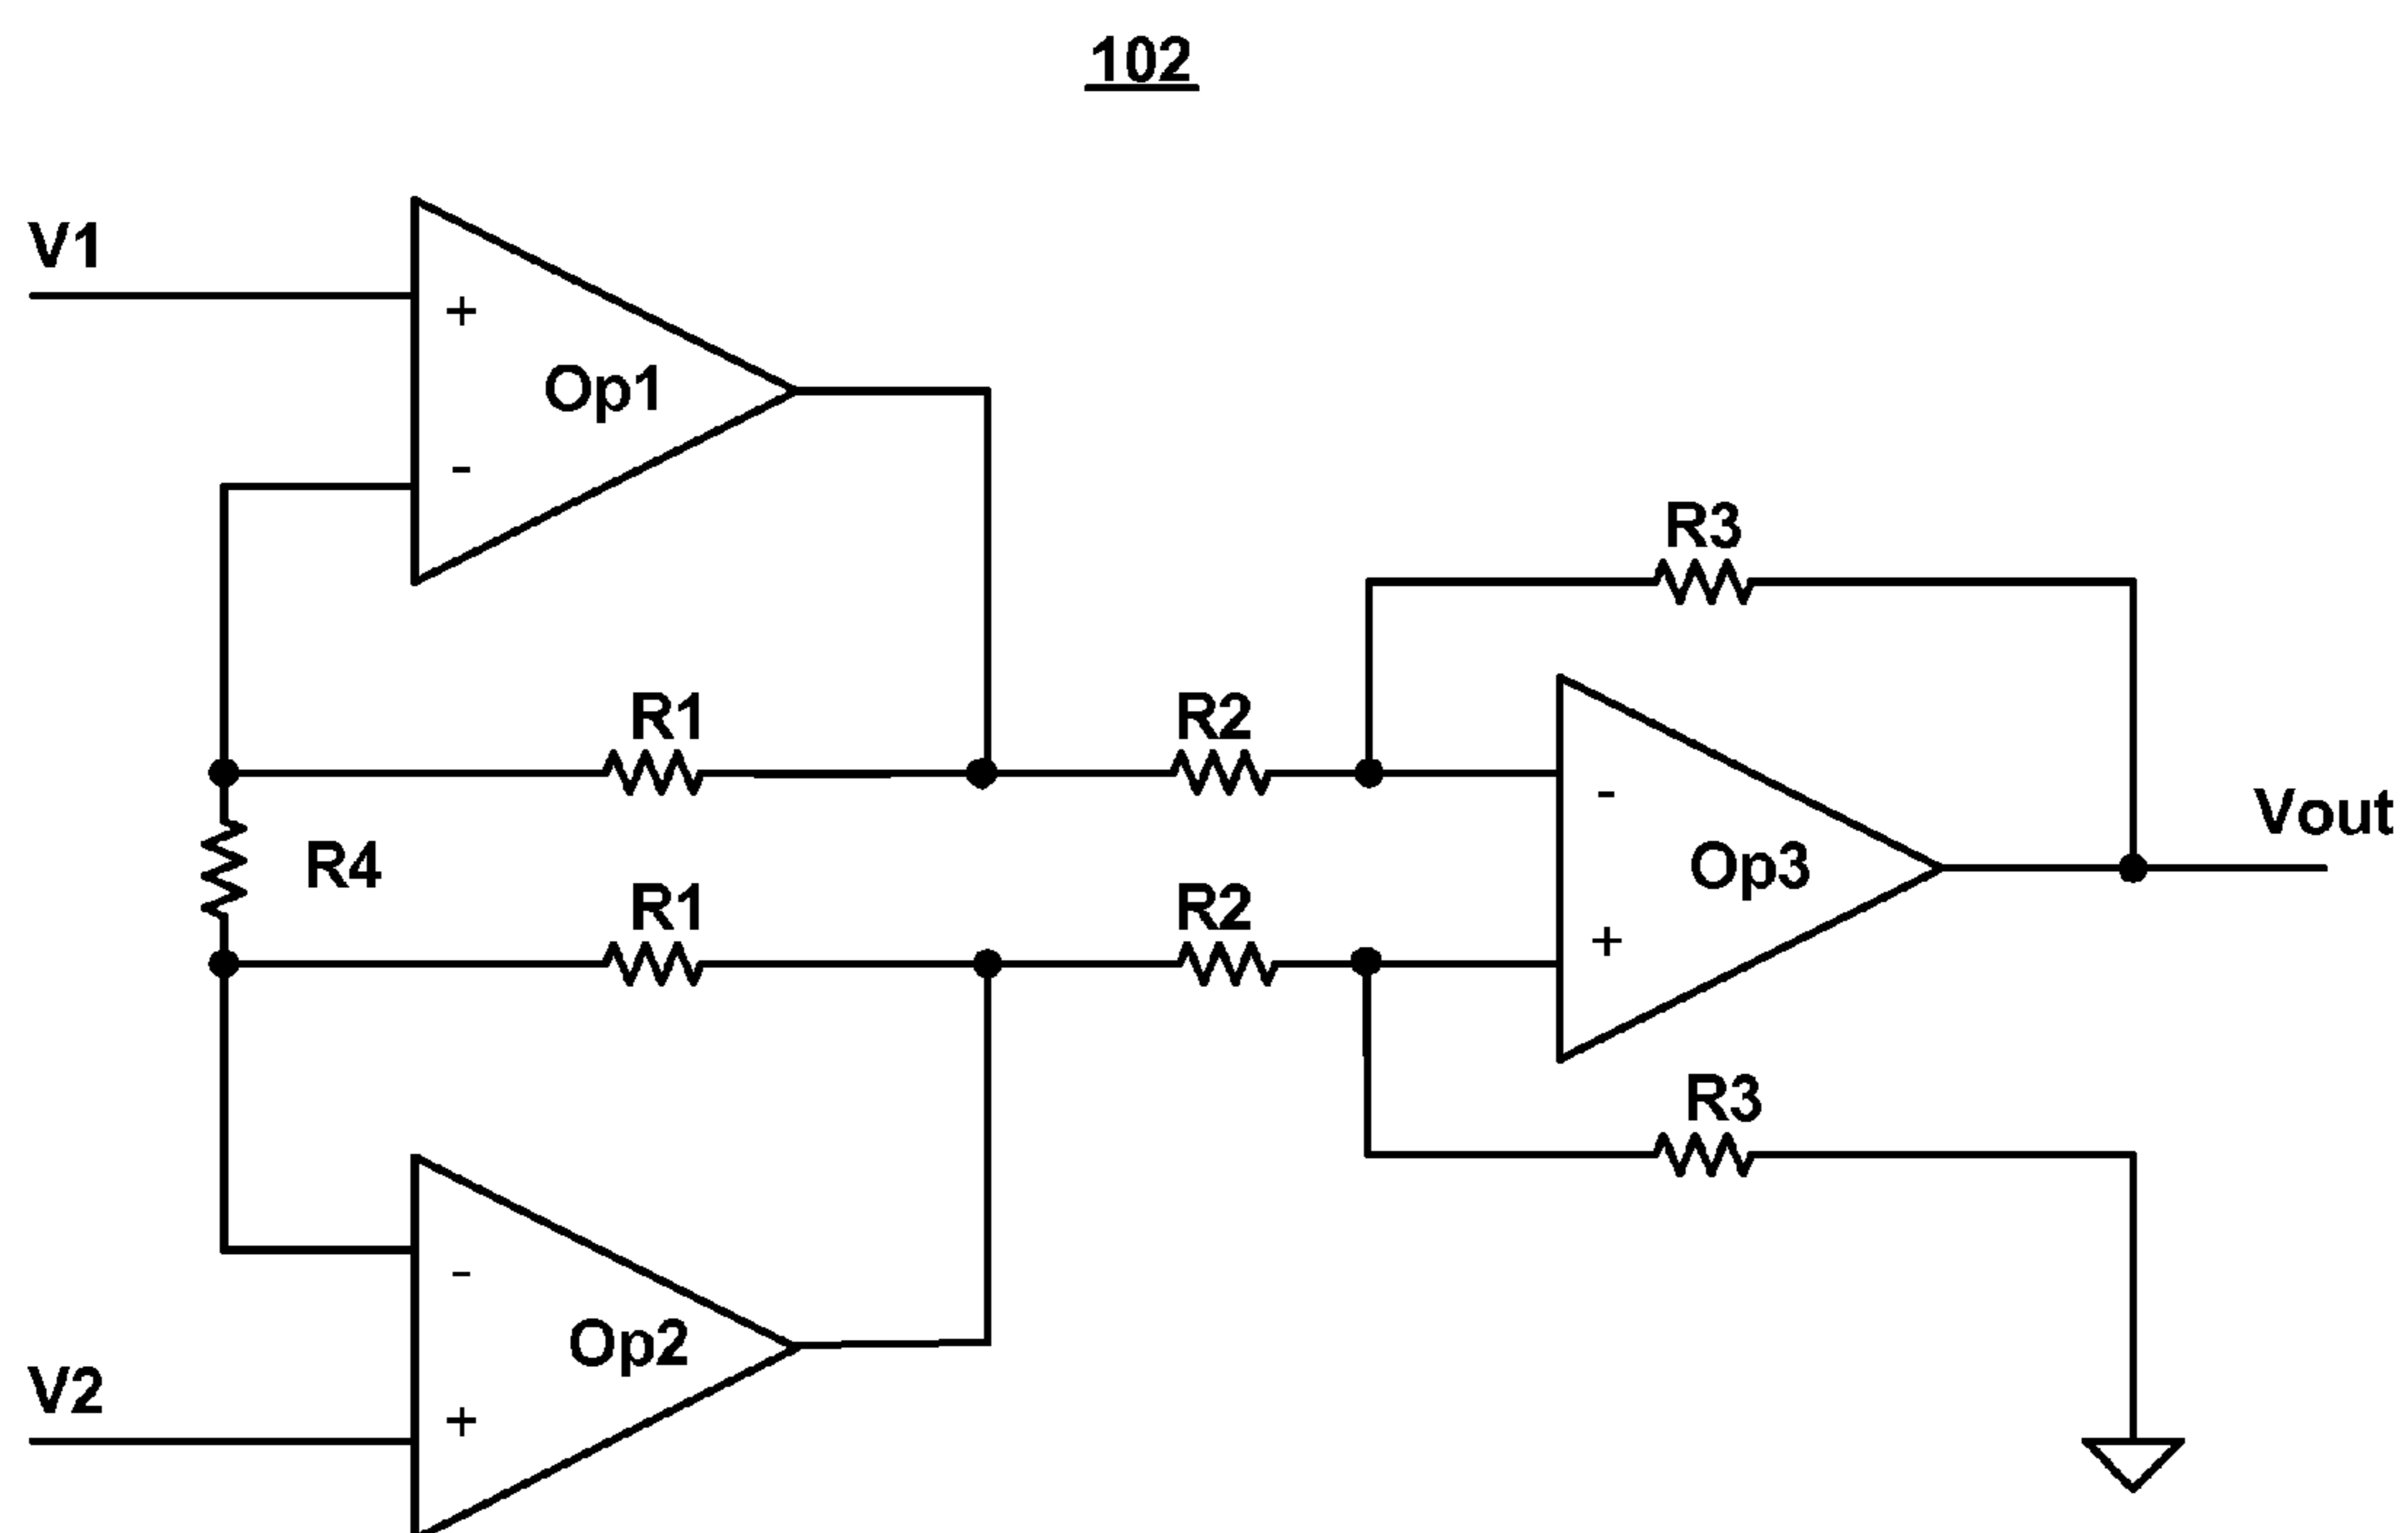 102
V1
+
Op1
-
R3
R1
R2
-
Vout
R4
Op3
R1
R2
+
R3
-
Op2
V2
+